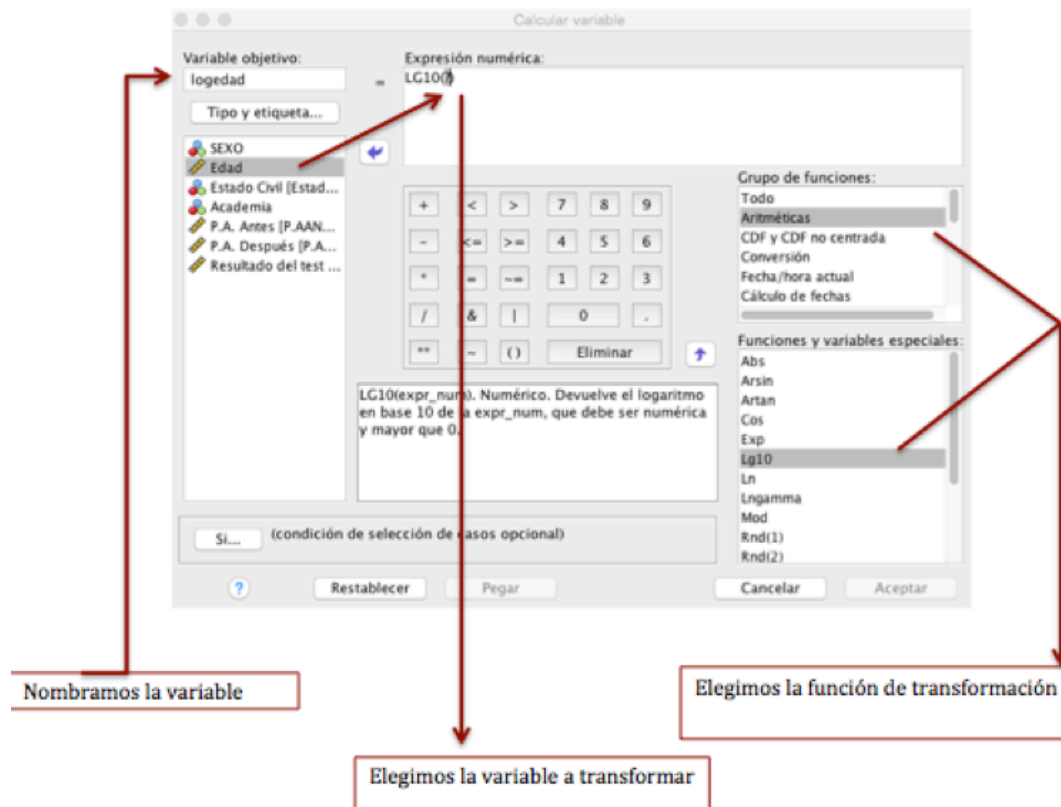 Calcular variable
Variable objetivo:
logedad
=
Expresión numérica:
LG10(?)
Tipo y etiqueta...
SEXO
Edad
Estado Civil [Estad...
Academia
P.A. Antes [P.AAN...
P.A. Después [P.A...
Resultado del test ...
+ < > 7 8 9
- <= >= 4 5 6
* = ~= 1 2 3
/ & | 0 .
** ~ () Eliminar
Grupo de funciones:
Todo
Aritméticas
CDF y CDF no centrada
Conversión
Fecha/hora actual
Cálculo de fechas
LG10(expr_num). Numérico. Devuelve el logaritmo
en base 10 de la expr_num, que debe ser numérica
y mayor que 0.
Funciones y variables especiales:
Abs
Arsin
Artan
Cos
Exp
Lg10
Ln
Lngamma
Mod
Rnd(1)
Rnd(2)
Si...
(condición de selección de casos opcional)
?
Restablecer
Pegar
Cancelar
Aceptar
Nombramos la variable
Elegimos la función de transformación
Elegimos la variable a transformar